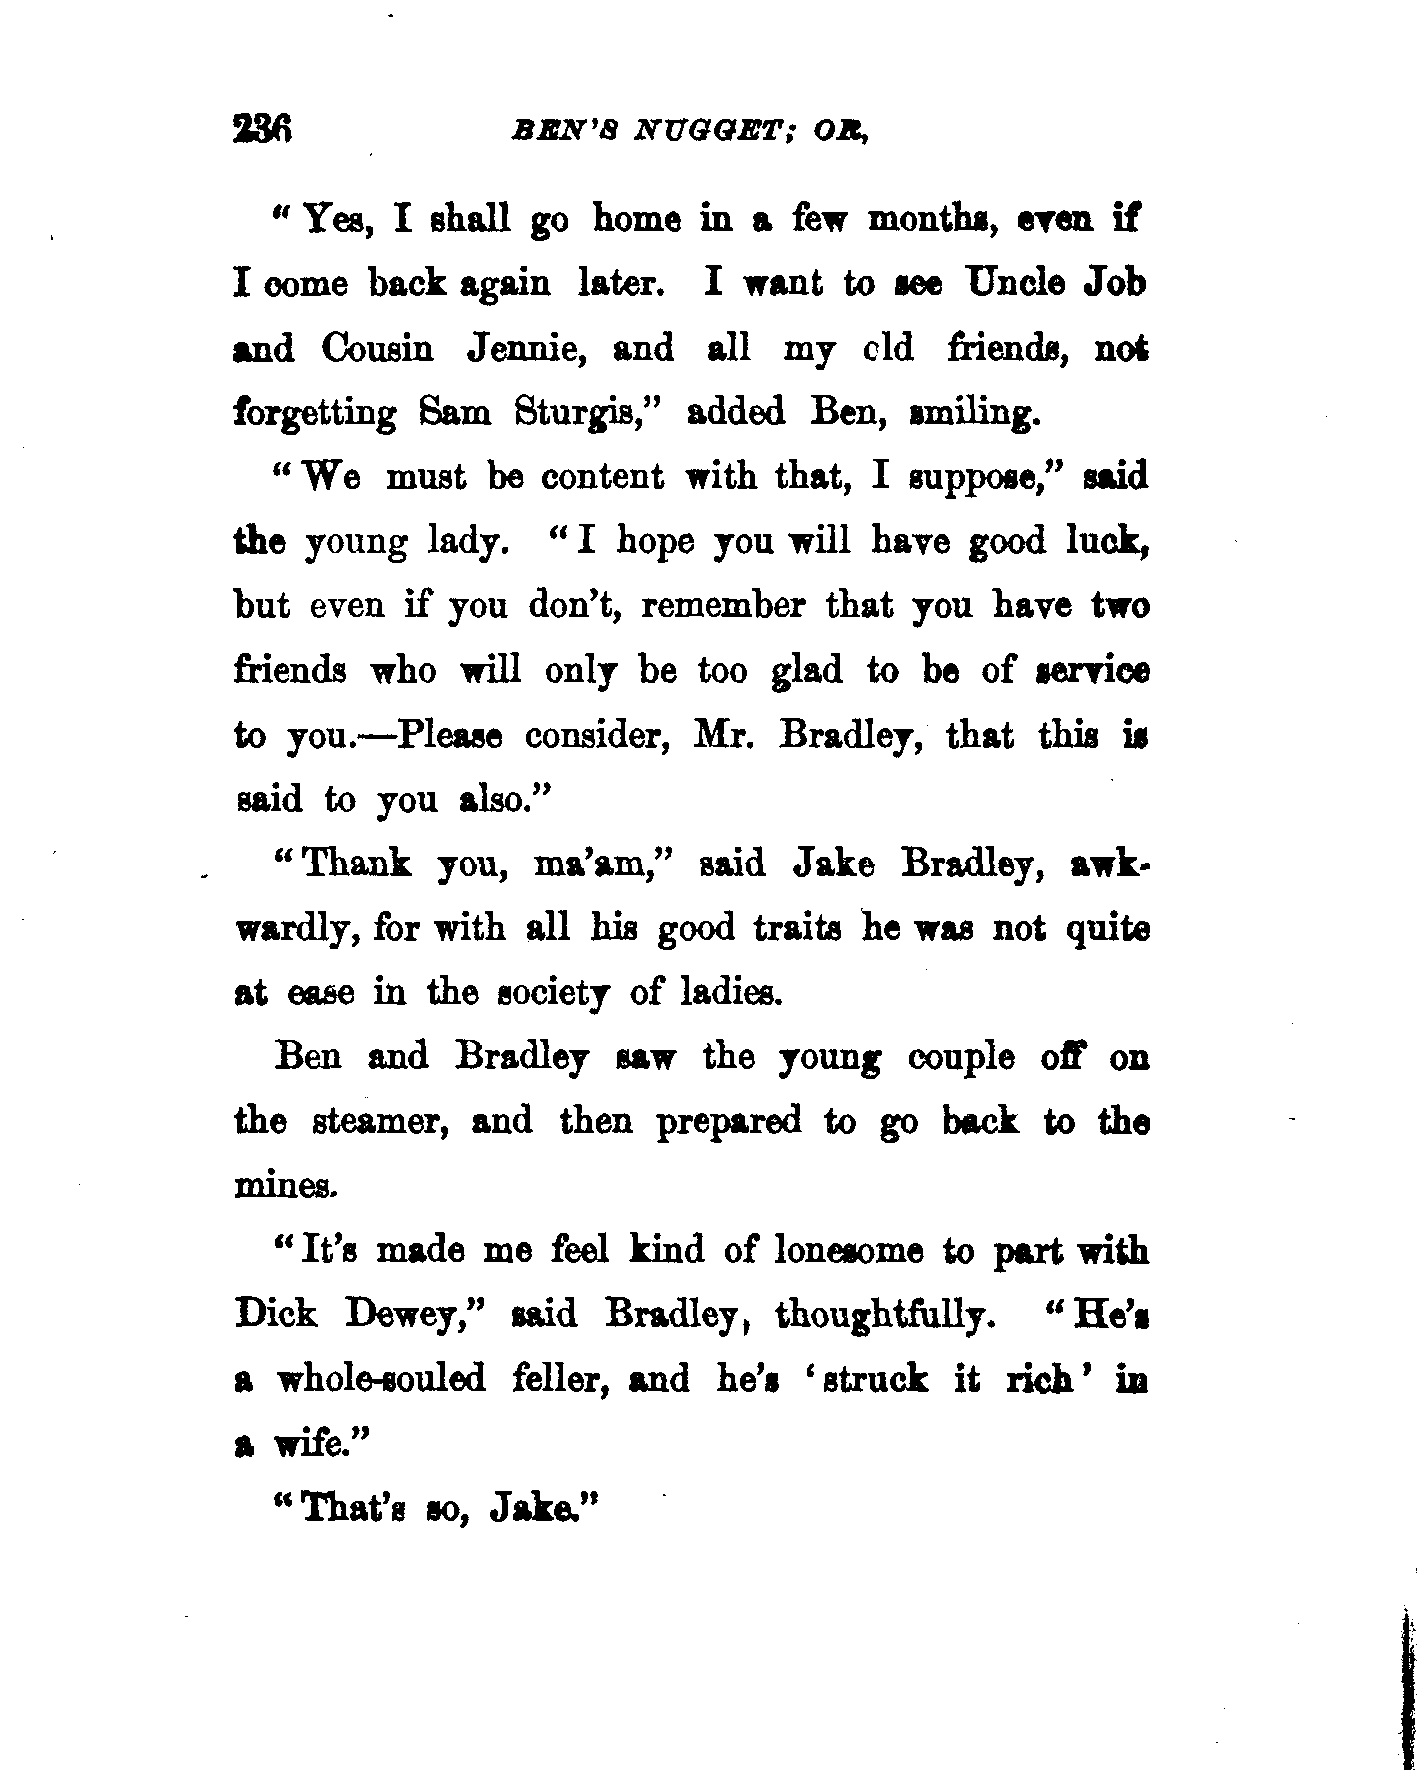 236 BEN'S NUGGET; OR,
"Yes, I shall go home in a few months, even if
I come back again later. I want to see Uncle Job
and Cousin Jennie, and all my old friends, not
forgetting Sam Sturgis," added Ben, smiling.
"We must be content with that, I suppose," said
the young lady. "I hope you will have good luck,
but even if you don't, remember that you have two
friends who will only be too glad to be of service
to you.—Please consider, Mr. Bradley, that this is
said to you also."
"Thank you, ma'am," said Jake Bradley, awk-
wardly, for with all his good traits he was not quite
at ease in the society of ladies.
Ben and Bradley saw the young couple off on
the steamer, and then prepared to go back to the
mines.
"It's made me feel kind of lonesome to part with
Dick Dewey," said Bradley, thoughtfully. "He's
a whole-souled feller, and he's 'struck it rich' in
a wife."
"That's so, Jake."